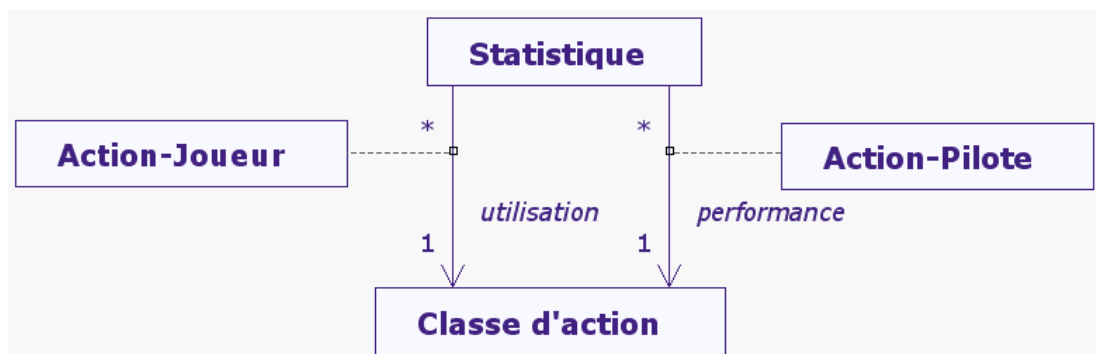 Statistique
* *
Action-Joueur
Action-Pilote
utilisation performance
1 1
Classe d'action